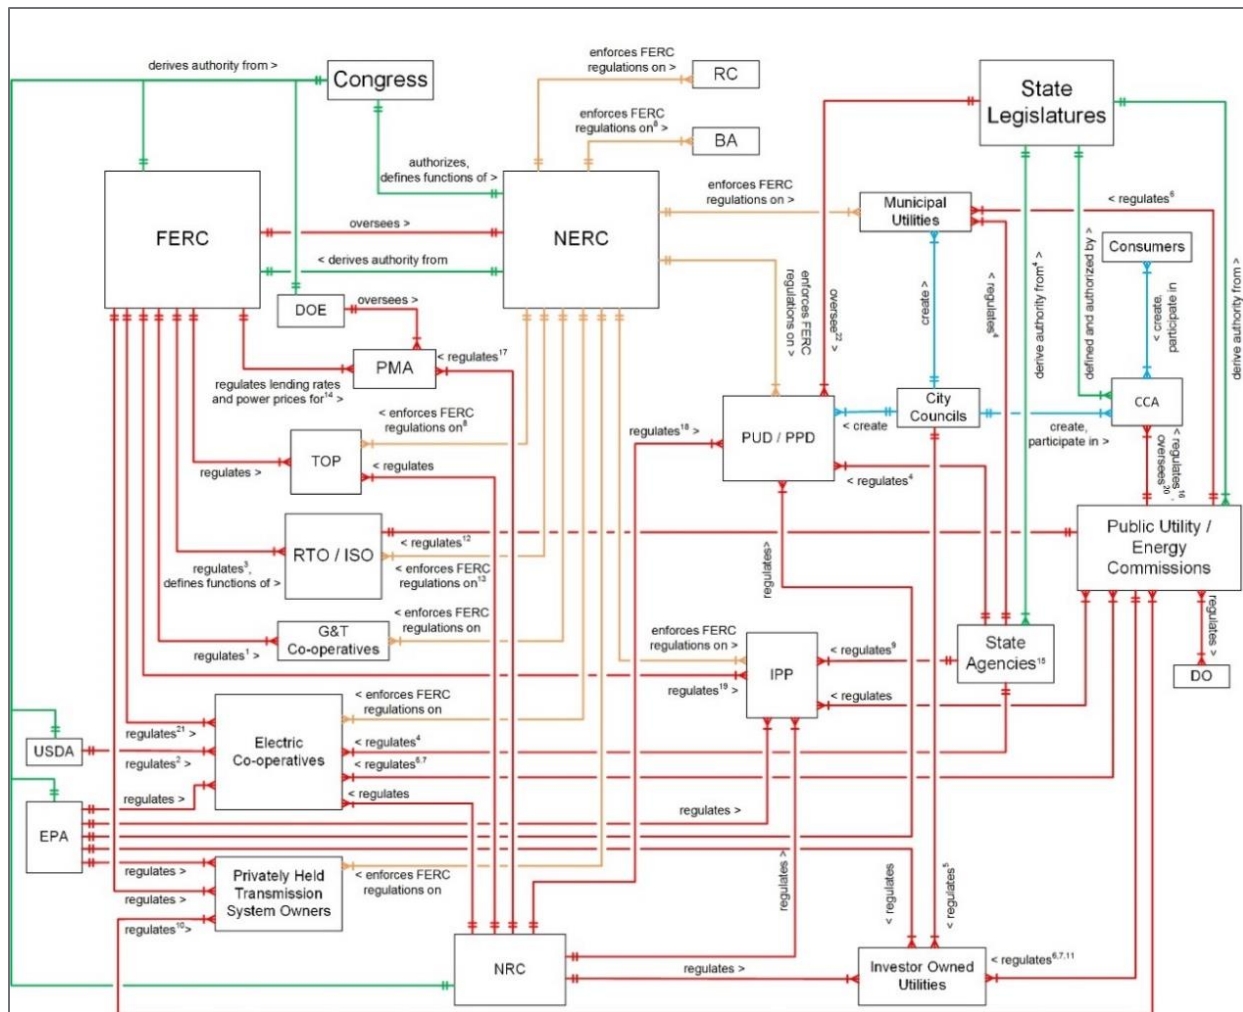 derives authority from >
Congress
enforces FERC
regulations on >
RC
State
Legislatures
enforces FERC
regulations on⁸ >
BA
authorizes,
defines functions of >
FERC
oversees >
< derives authority from
NERC
enforces FERC
regulations on >
Municipal
Utilities
< regulates⁶
Consumers
DOE
oversees >
PMA
< regulates¹⁷
regulates lending rates
and power prices for¹⁴ >
enforces FERC
regulations on >
oversee²² >
create >
< regulates⁴
derive authority from⁴ >
defined and authorized by >
< create,
participate in
derive authority from >
< enforces FERC
regulations on⁸
TOP
regulates >
< regulates
regulates¹⁸ >
PUD / PPD
< create
City
Councils
create,
participate in >
CCA
< regulates¹⁶,
oversees²⁰
< regulates⁴
RTO / ISO
< regulates¹²
regulates³,
defines functions of >
< enforces FERC
regulations on¹³
regulates>
Public Utility /
Energy
Commissions
G&T
Co-operatives
< enforces FERC
regulations on
regulates¹ >
enforces FERC
regulations on >
IPP
< regulates⁹
regulates¹⁹ >
< regulates
State
Agencies¹⁵
regulates >
DO
< enforces FERC
regulations on
regulates²¹ >
Electric
Co-operatives
USDA
regulates² >
< regulates⁴
< regulates⁶,⁷
< regulates
regulates >
EPA
regulates >
regulates >
Privately Held
Transmission
System Owners
< enforces FERC
regulations on
regulates >
regulates¹⁰>
regulates >
< regulates
< regulates⁵
NRC
regulates >
Investor Owned
Utilities
< regulates⁶,⁷,¹¹